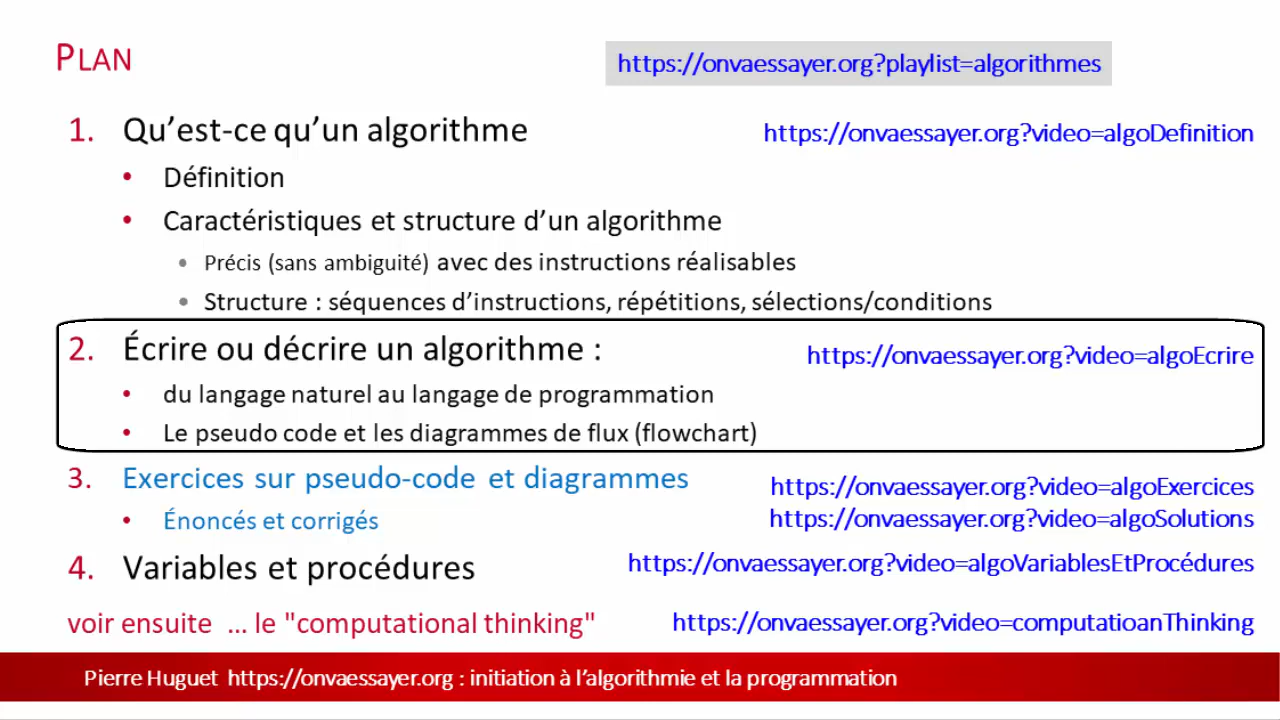 PLAN
https://onvaessayer.org?playlist=algorithmes
1. Qu’est-ce qu’un algorithme
https://onvaessayer.org?video=algoDefinition
• Définition
• Caractéristiques et structure d’un algorithme
• Précis (sans ambiguité) avec des instructions réalisables
• Structure : séquences d’instructions, répétitions, sélections/conditions
2. Écrire ou décrire un algorithme :
https://onvaessayer.org?video=algoEcrire
• du langage naturel au langage de programmation
• Le pseudo code et les diagrammes de flux (flowchart)
3. Exercices sur pseudo-code et diagrammes
https://onvaessayer.org?video=algoExercices
• Énoncés et corrigés
https://onvaessayer.org?video=algoSolutions
4. Variables et procédures
https://onvaessayer.org?video=algoVariablesEtProcédures
voir ensuite … le "computational thinking"
https://onvaessayer.org?video=computatioanThinking
Pierre Huguet https://onvaessayer.org : initiation à l’algorithmie et la programmation